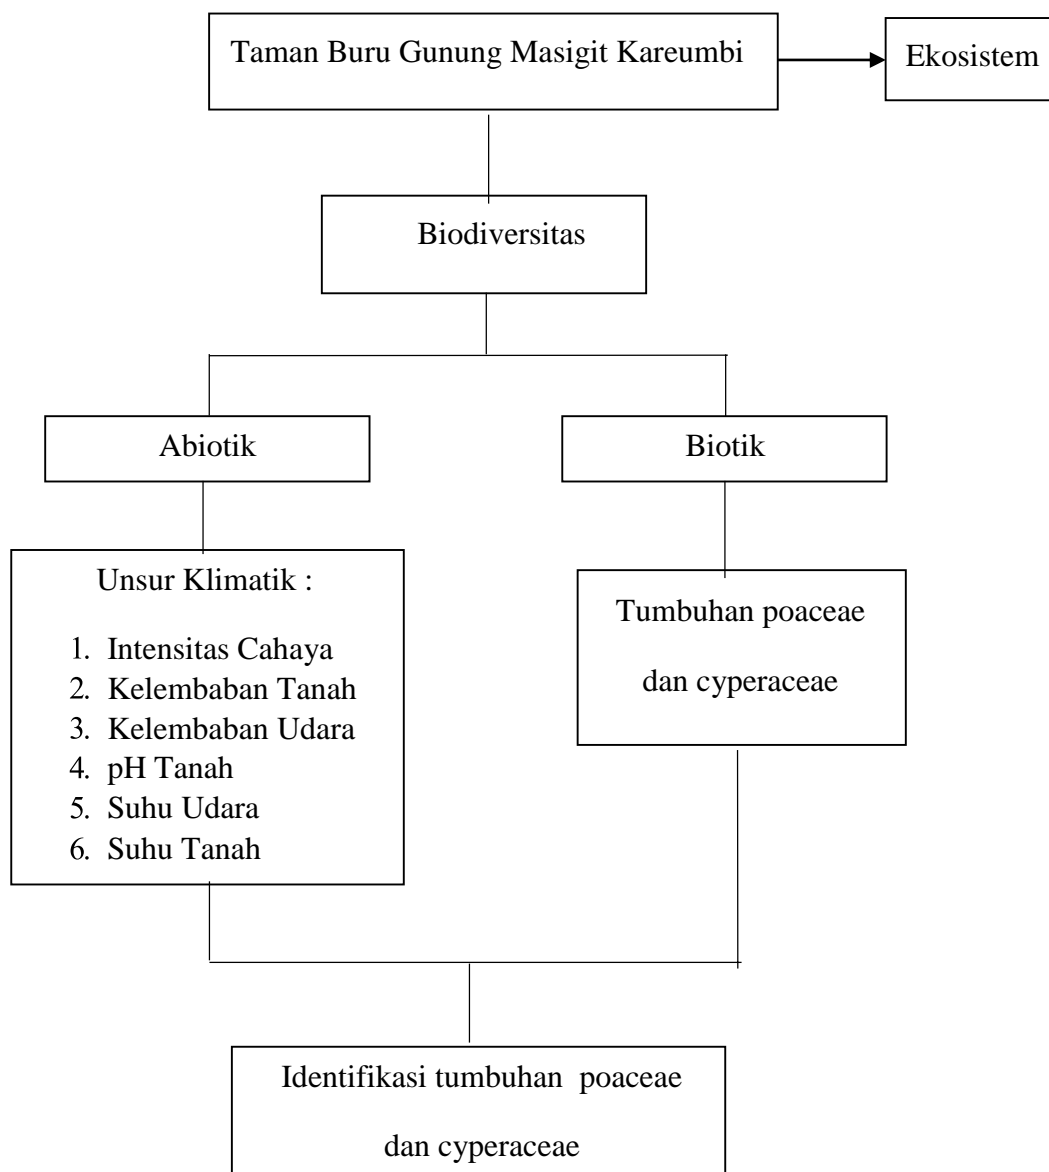 Taman Buru Gunung Masigit Kareumbi
Ekosistem
Biodiversitas
Abiotik
Biotik
Unsur Klimatik :
1. Intensitas Cahaya
2. Kelembaban Tanah
3. Kelembaban Udara
4. pH Tanah
5. Suhu Udara
6. Suhu Tanah
Tumbuhan poaceae
dan cyperaceae
Identifikasi tumbuhan poaceae
dan cyperaceae